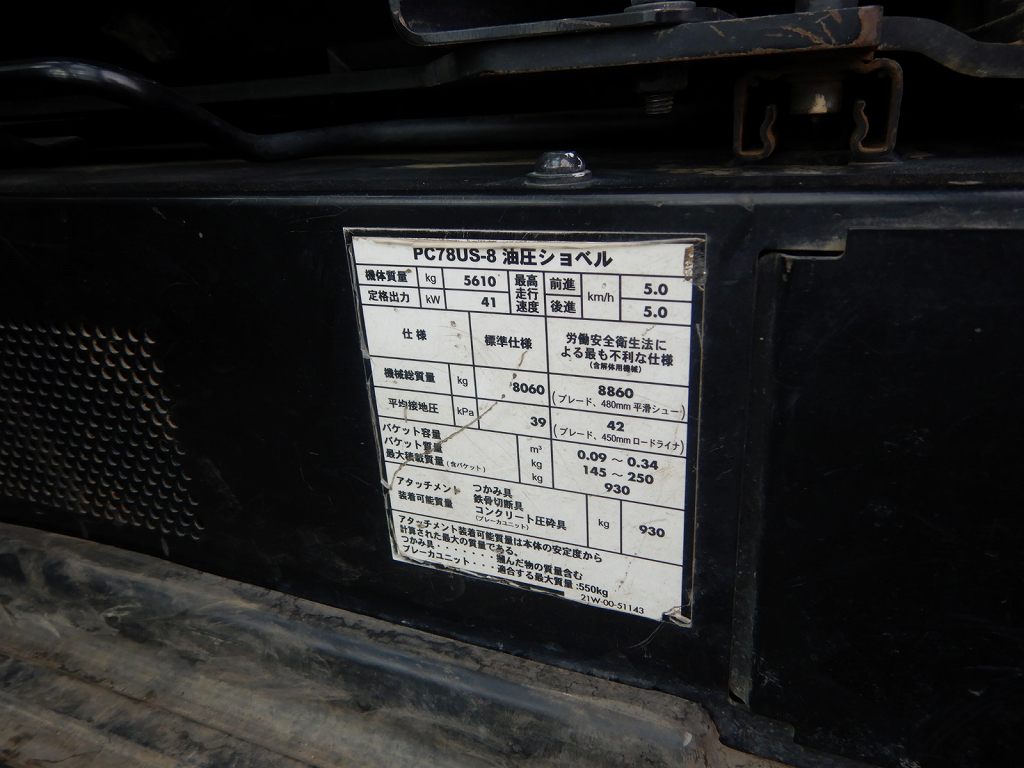 PC78US-8 油圧ショベル
機体質量 kg 5610 最高走行速度 前進 km/h 5.0
定格出力 kW 41 後進 5.0
仕様 標準仕様 労働安全衛生法に
よる最も不利な仕様
(含解体用機械)
機械総質量 kg 8060 8860
(ブレード、480mm 平滑シュー)
平均接地圧 kPa 39 42
(ブレード、450mm ロードライナ)
バケット容量 m³ 0.09 ～ 0.34
バケット質量 kg 145 ～ 250
最大積載質量 (含バケット) kg 930
アタッチメント 装着可能質量 つかみ具
鉄骨切断具
コンクリート圧砕具 kg 930
(ブレーカユニット)
アタッチメント装着可能質量は本体の安定度から
計算された最大の質量である。
つかみ具・・・・・・・掴んだ物の質量含む
ブレーカユニット・・・適合する最大質量:550kg
21W-00-51143